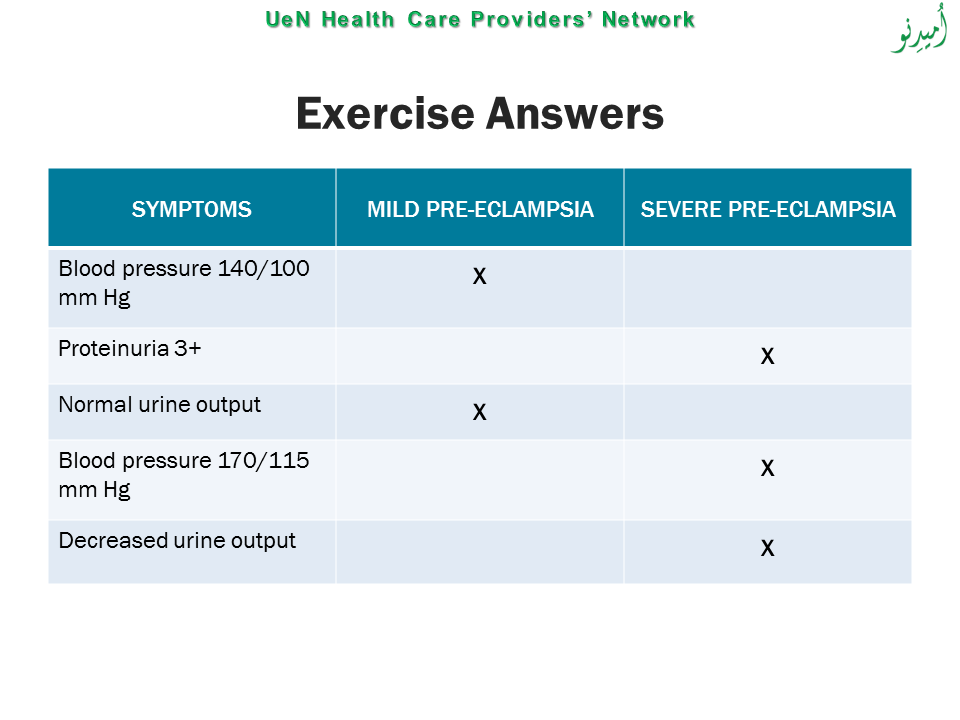 UeN Health Care Providers’ Network
اُمیدِنو
Exercise Answers
SYMPTOMS MILD PRE-ECLAMPSIA SEVERE PRE-ECLAMPSIA
Blood pressure 140/100 X
mm Hg
Proteinuria 3+ X
Normal urine output X
Blood pressure 170/115 X
mm Hg
Decreased urine output X